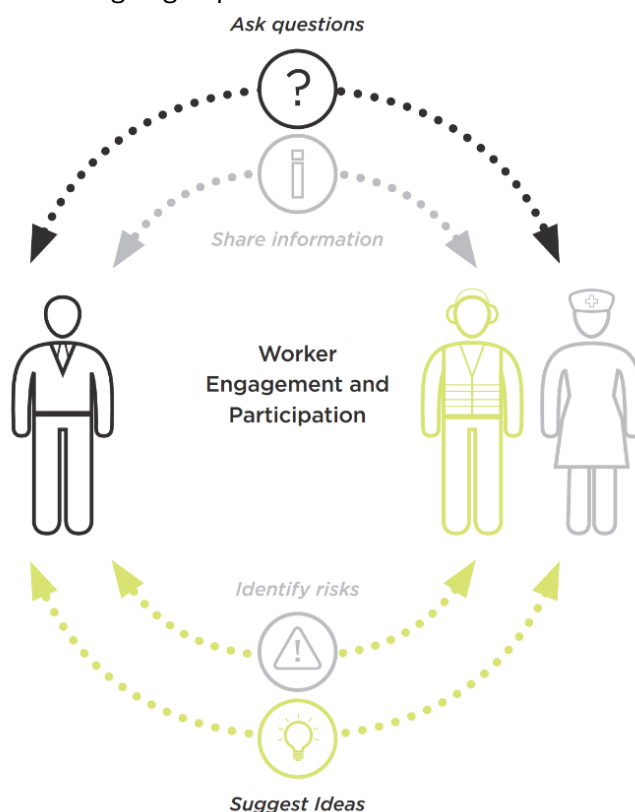 Ask questions
?
i
Share information
Worker
Engagement and
Participation
Identify risks
!
Suggest Ideas